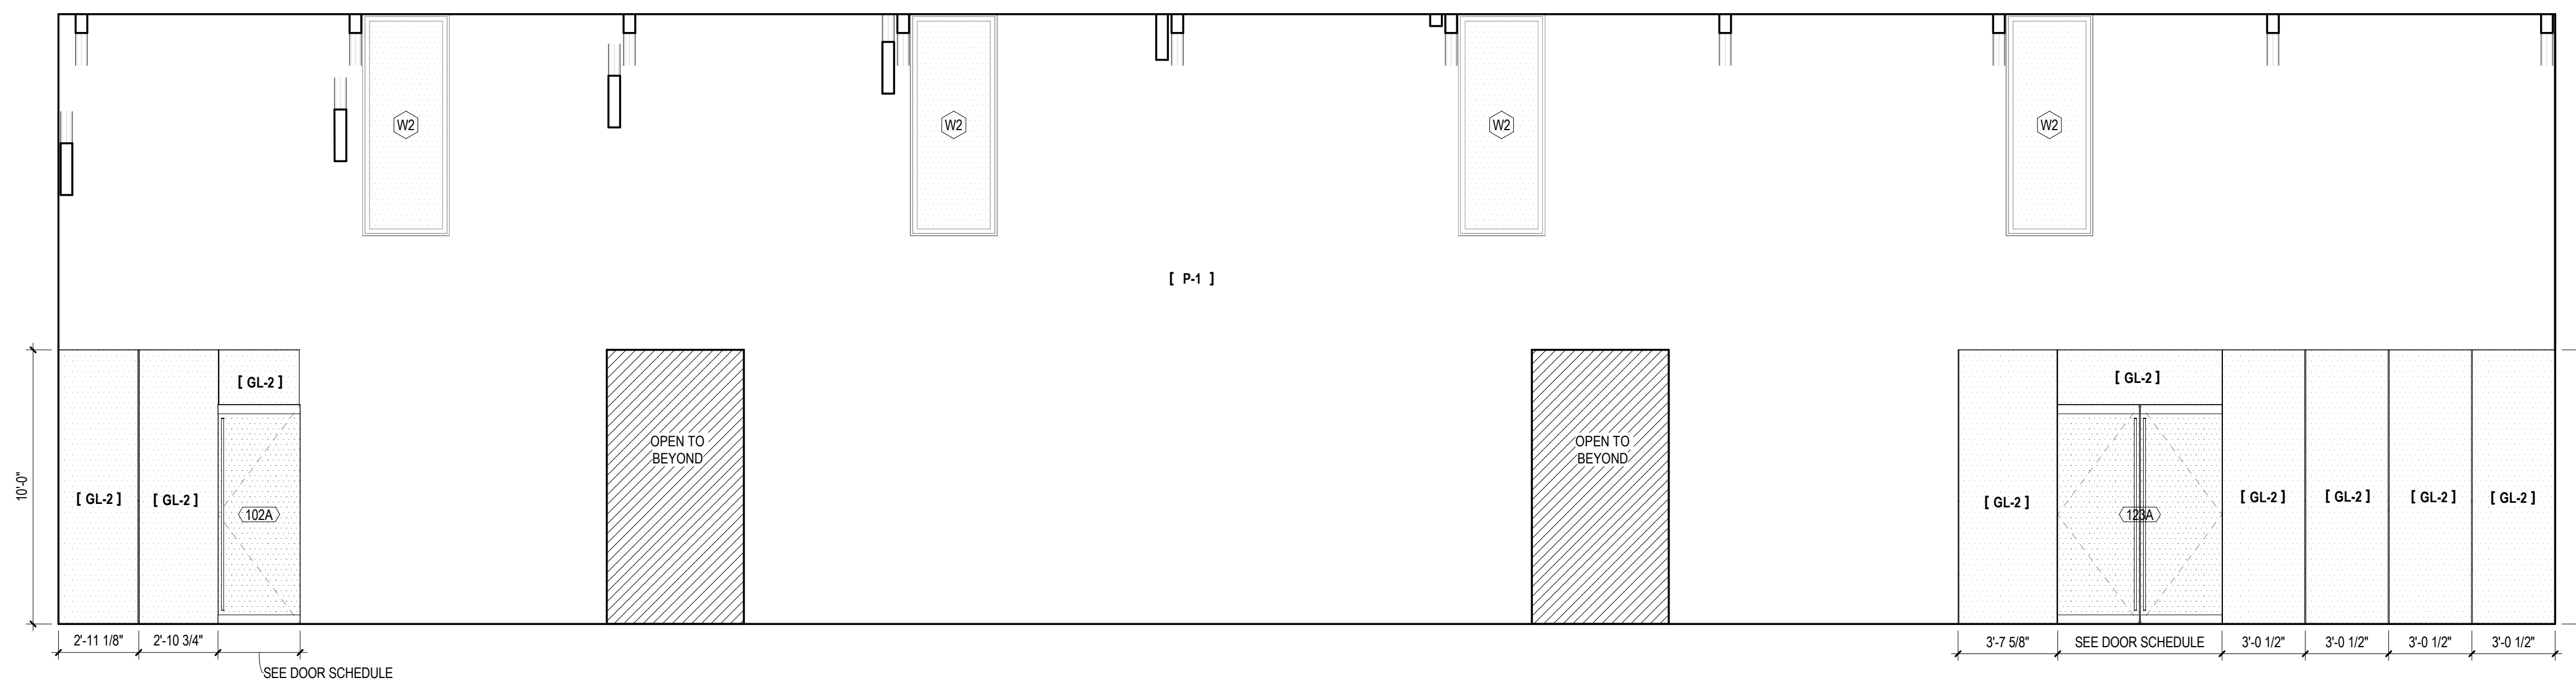 W2
W2
W2
W2
[ P-1 ]
[ GL-2 ]
[ GL-2 ]
OPEN TO
BEYOND
OPEN TO
BEYOND
10'-0"
[ GL-2 ]
[ GL-2 ]
102A
[ GL-2 ]
123A
[ GL-2 ]
[ GL-2 ]
[ GL-2 ]
[ GL-2 ]
2'-11 1/8"
2'-10 3/4"
SEE DOOR SCHEDULE
3'-7 5/8"
SEE DOOR SCHEDULE
3'-0 1/2"
3'-0 1/2"
3'-0 1/2"
3'-0 1/2"